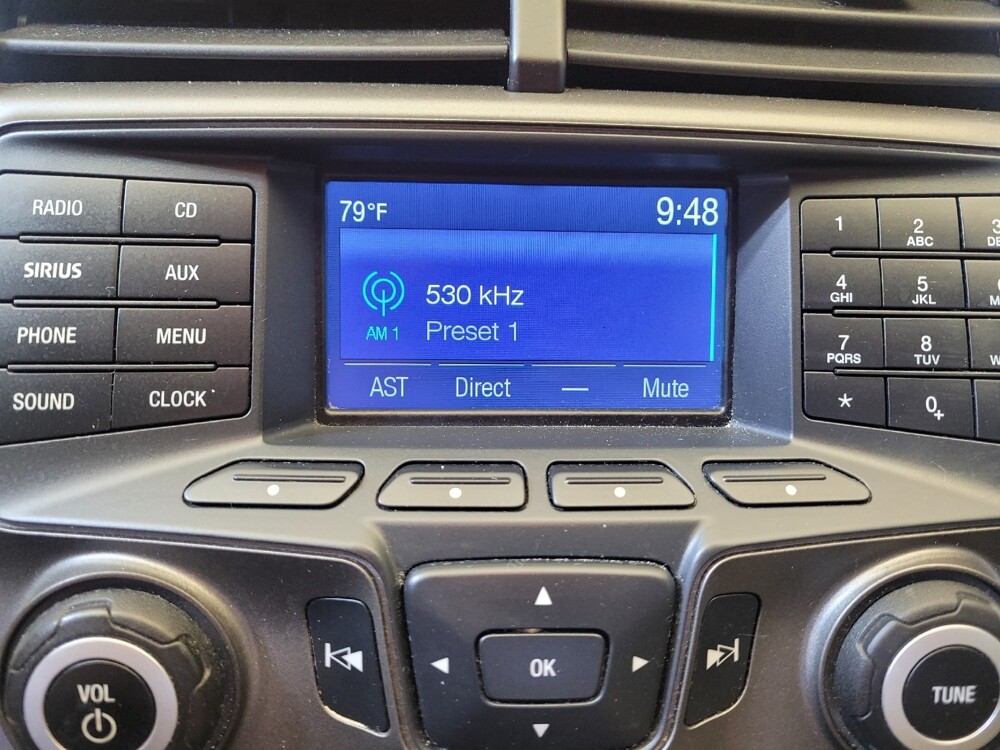 RADIO
CD
SIRIUS
AUX
PHONE
MENU
SOUND
CLOCK
79°F
9:48
530 kHz
AM 1
Preset 1
AST
Direct
—
Mute
1
2
ABC
3
4
GHI
5
JKL
7
PQRS
8
TUV
*
0+
VOL
OK
TUNE